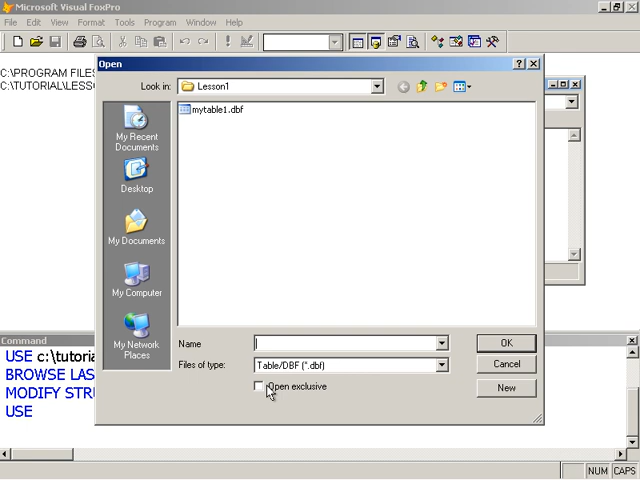 Microsoft Visual FoxPro
File Edit View Format Tools Program Window Help
C:\PROGRAM FILES
C:\TUTORIAL\LESSO
Open
Look in: Lesson1
mytable1.dbf
My Recent
Documents
Desktop
My Documents
My Computer
My Network
Places
Name
OK
Files of type: Table/DBF (*.dbf)
Cancel
Open exclusive
New
Command
USE c:\tutoria
BROWSE LAS
MODIFY STRU
USE
NUM CAPS